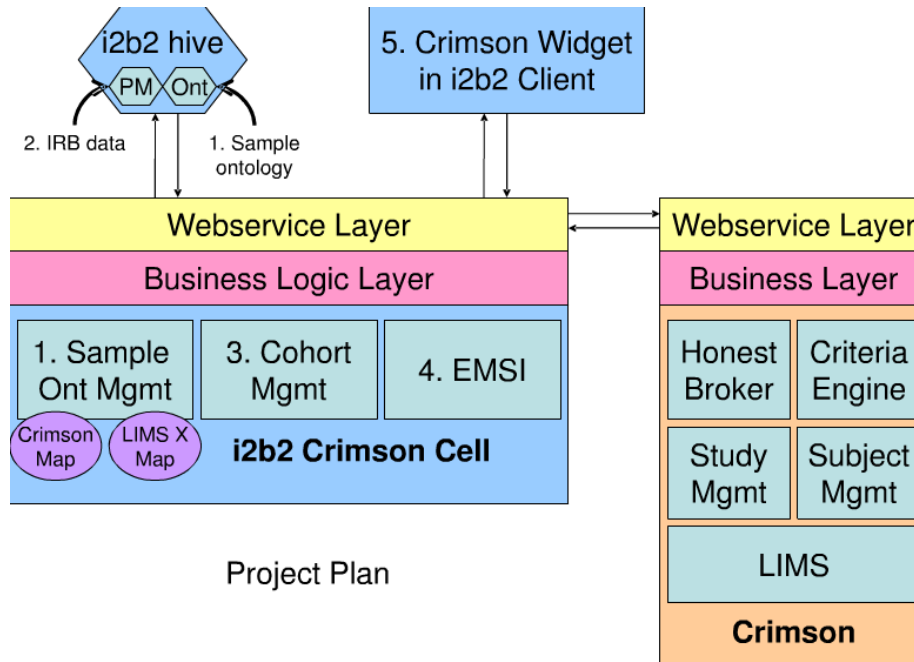 i2b2 hive
PM
Ont
2. IRB data
1. Sample
ontology
5. Crimson Widget
in i2b2 Client
Webservice Layer
Business Logic Layer
1. Sample
Ont Mgmt
3. Cohort
Mgmt
4. EMSI
Crimson
Map
LIMS X
Map
i2b2 Crimson Cell
Project Plan
Webservice Layer
Business Layer
Honest
Broker
Criteria
Engine
Study
Mgmt
Subject
Mgmt
LIMS
Crimson